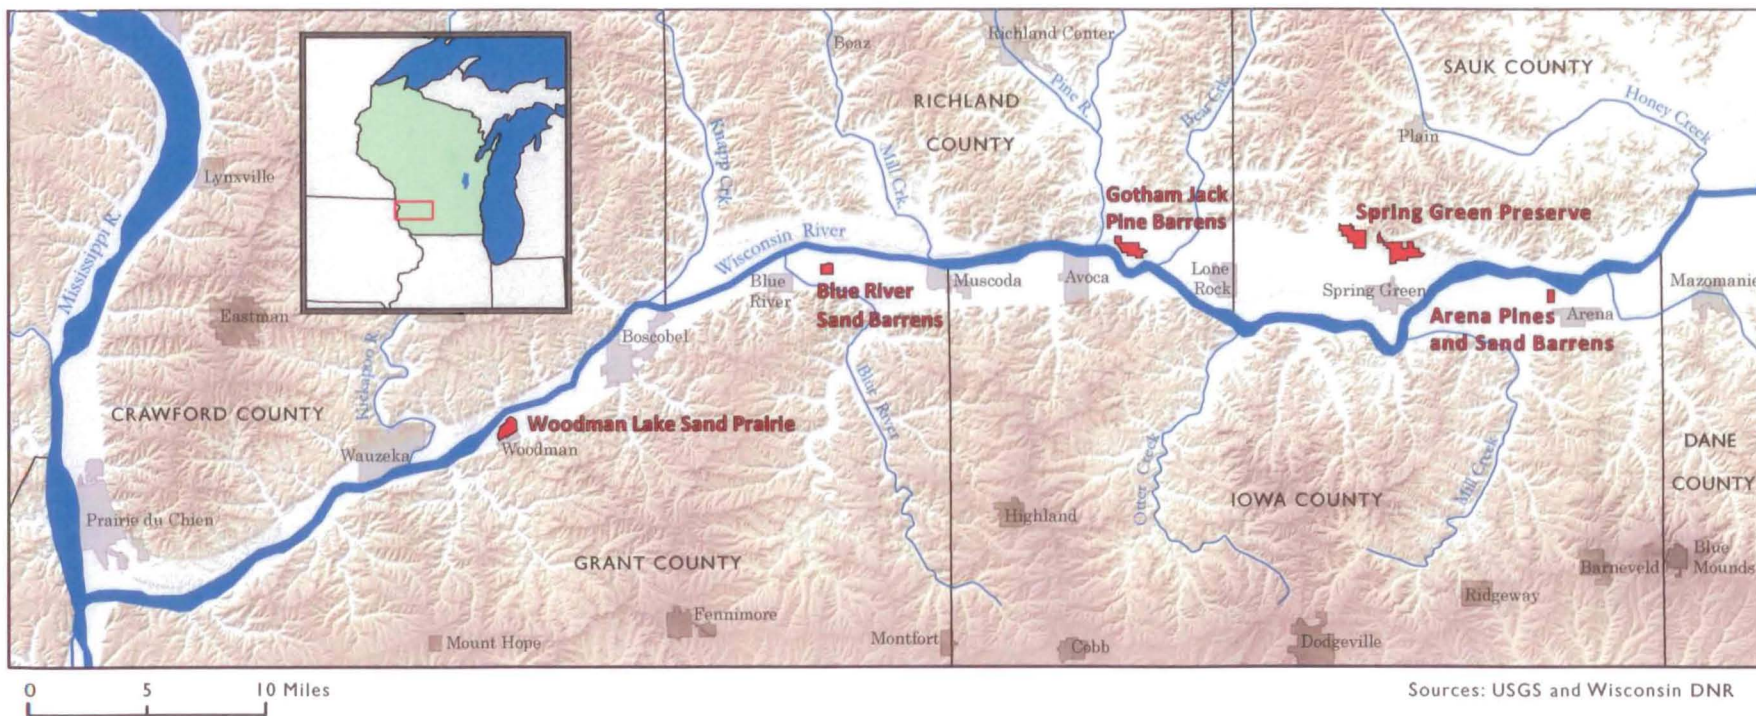 Boaz
Richland Center
SAUK COUNTY
RICHLAND
COUNTY
Pine R.
Bear Crk.
Honey Creek
Plain
Knapp Crk.
Mill Crk.
Lynxville
Mississippi R.
Gotham Jack
Pine Barrens
Spring Green Preserve
Wisconsin River
Blue
River
Blue River
Sand Barrens
Muscoda
Avoca
Lone
Rock
Spring Green
Mazomanie
Arena Pines
and Sand Barrens
Arena
Eastman
Boscobel
Kickapoo R.
Blue River
CRAWFORD COUNTY
Woodman Lake Sand Prairie
Woodman
Wauzeka
Otter Creek
Mill Creek
DANE
COUNTY
IOWA COUNTY
Prairie du Chien
Highland
GRANT COUNTY
Barneveld
Blue
Mounds
Ridgeway
Fennimore
Mount Hope
Montfort
Cobb
Dodgeville
0 5 10 Miles
Sources: USGS and Wisconsin DNR